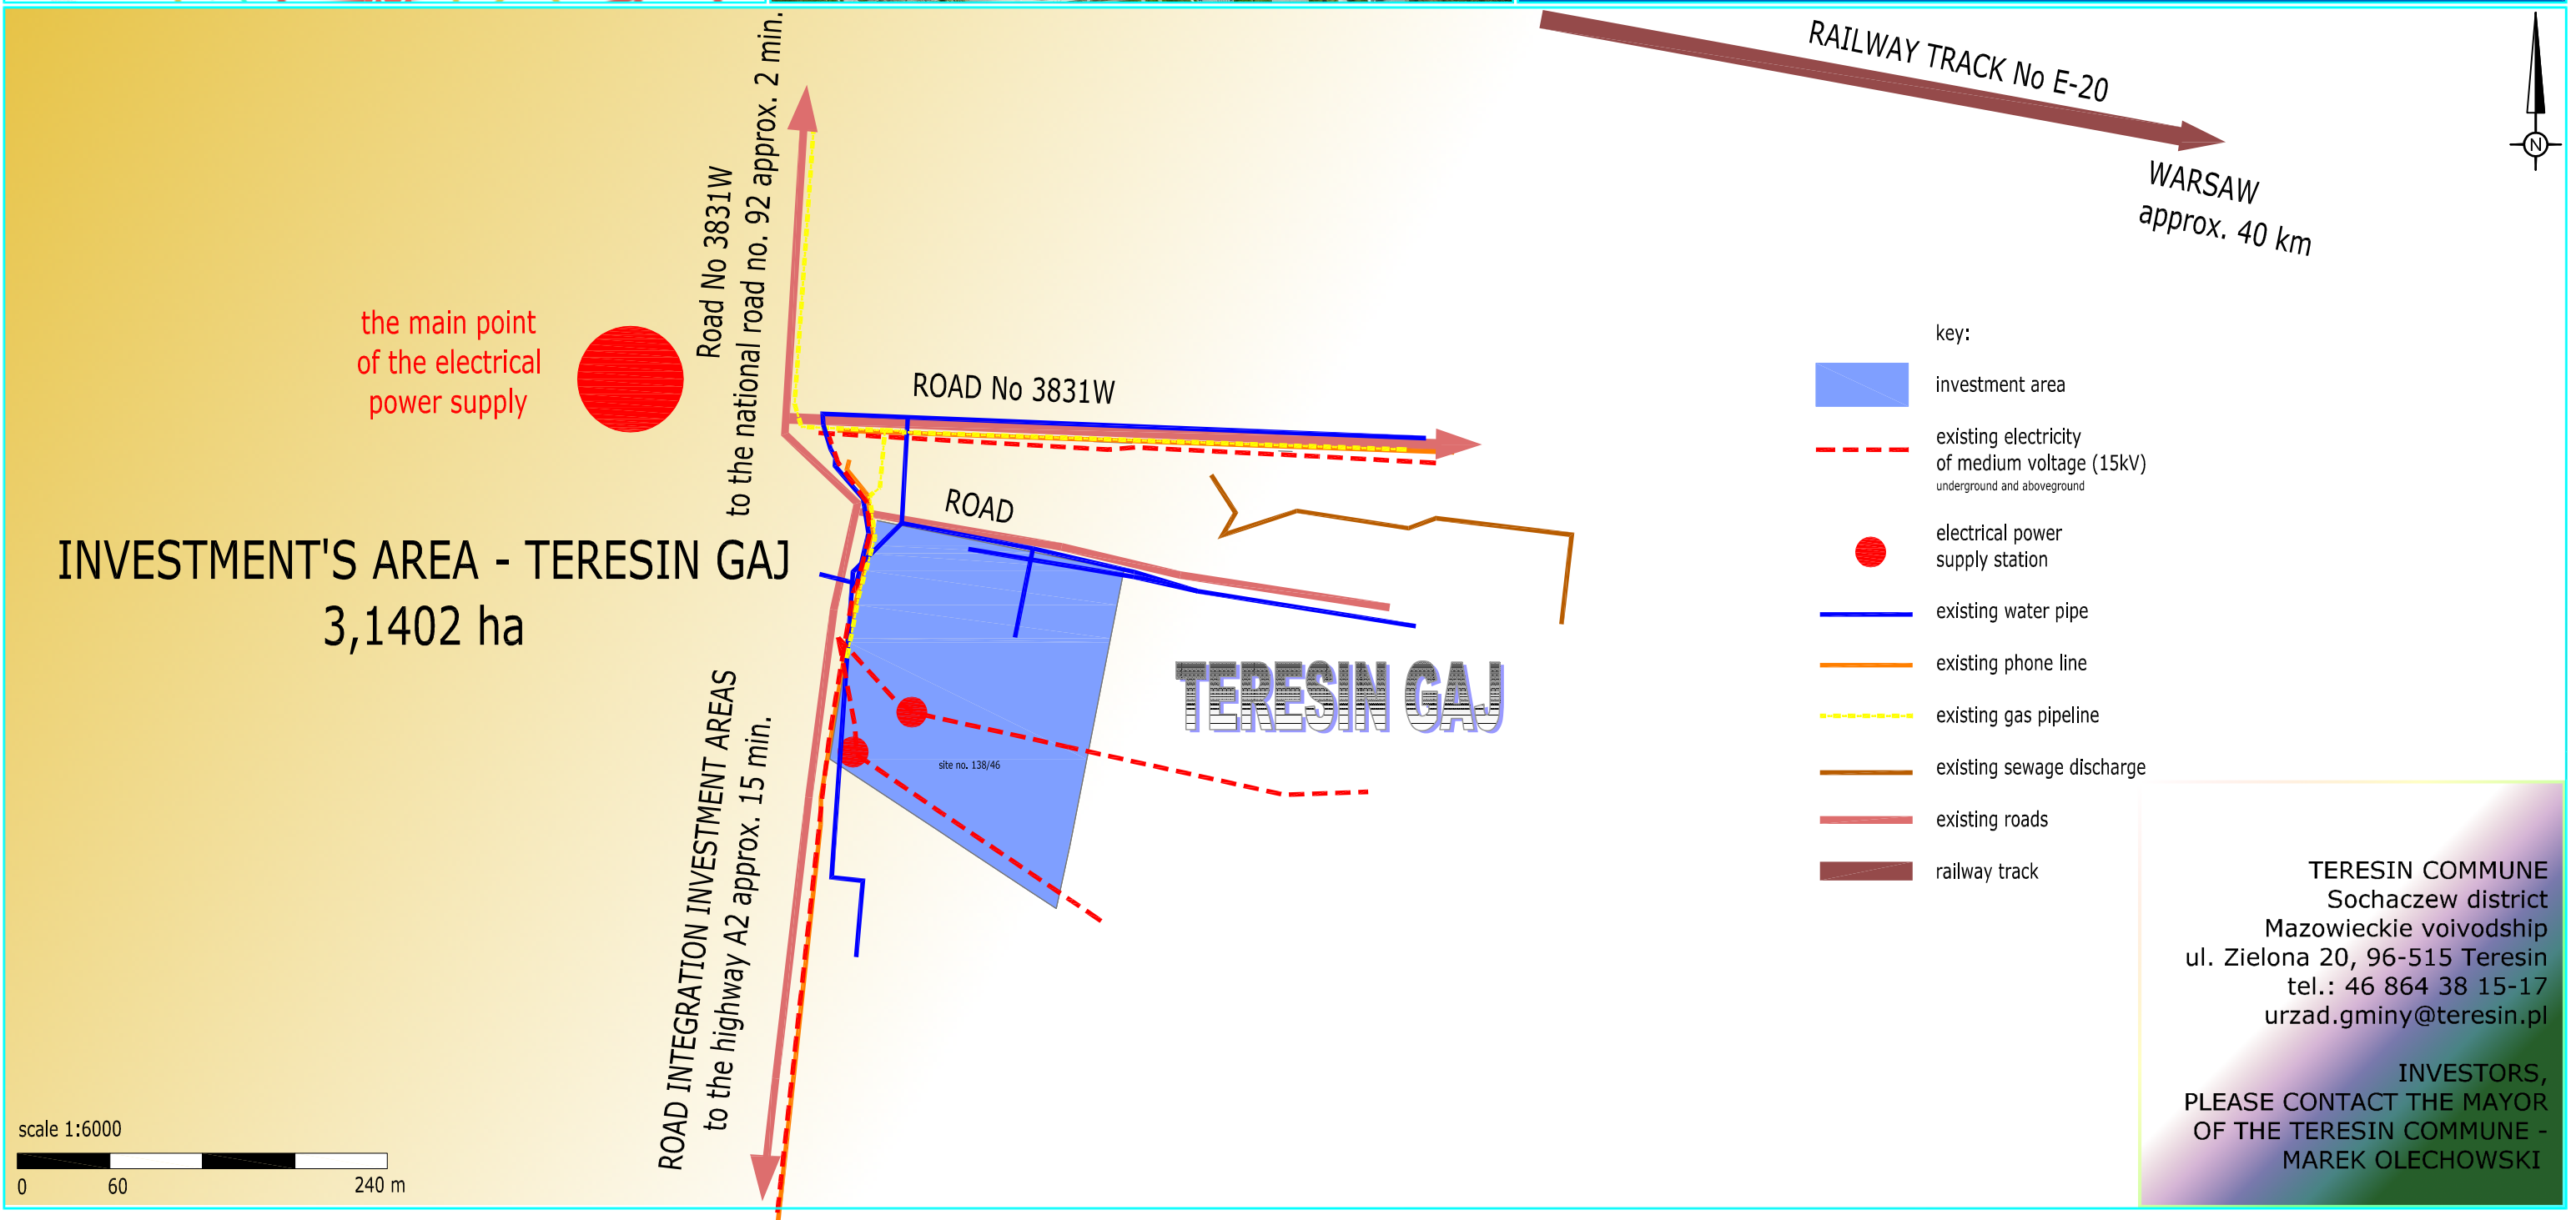 RAILWAY TRACK No E-20
N
WARSAW
approx. 40 km
Road No 3831W
to the national road no. 92 approx. 2 min.
the main point
of the electrical
power supply
ROAD No 3831W
ROAD
INVESTMENT'S AREA - TERESIN GAJ
3,1402 ha
TERESIN GAJ
site no. 138/46
ROAD INTEGRATION INVESTMENT AREAS
to the highway A2 approx. 15 min.
key:
investment area
existing electricity
of medium voltage (15kV)
underground and aboveground
electrical power
supply station
existing water pipe
existing phone line
existing gas pipeline
existing sewage discharge
existing roads
railway track
scale 1:6000
0 60 240 m
TERESIN COMMUNE
Sochaczew district
Mazowieckie voivodship
ul. Zielona 20, 96-515 Teresin
tel.: 46 864 38 15-17
urzad.gminy@teresin.pl
INVESTORS,
PLEASE CONTACT THE MAYOR
OF THE TERESIN COMMUNE -
MAREK OLECHOWSKI